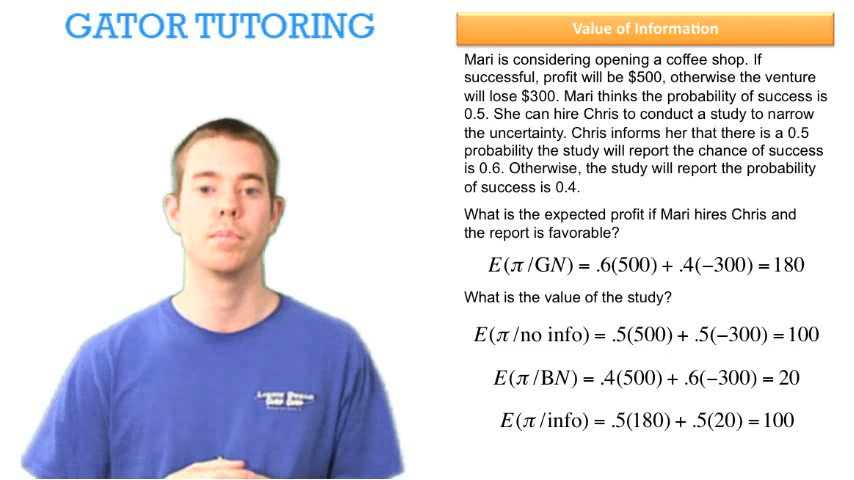 GATOR TUTORING
Value of Information
Mari is considering opening a coffee shop. If
successful, profit will be $500, otherwise the venture
will lose $300. Mari thinks the probability of success is
0.5. She can hire Chris to conduct a study to narrow
the uncertainty. Chris informs her that there is a 0.5
probability the study will report the chance of success
is 0.6. Otherwise, the study will report the probability
of success is 0.4.
What is the expected profit if Mari hires Chris and
the report is favorable?
E(π/GN) = .6(500) + .4(−300) = 180
What is the value of the study?
E(π/no info) = .5(500) + .5(−300) = 100
E(π/BN) = .4(500) + .6(−300) = 20
E(π/info) = .5(180) + .5(20) = 100